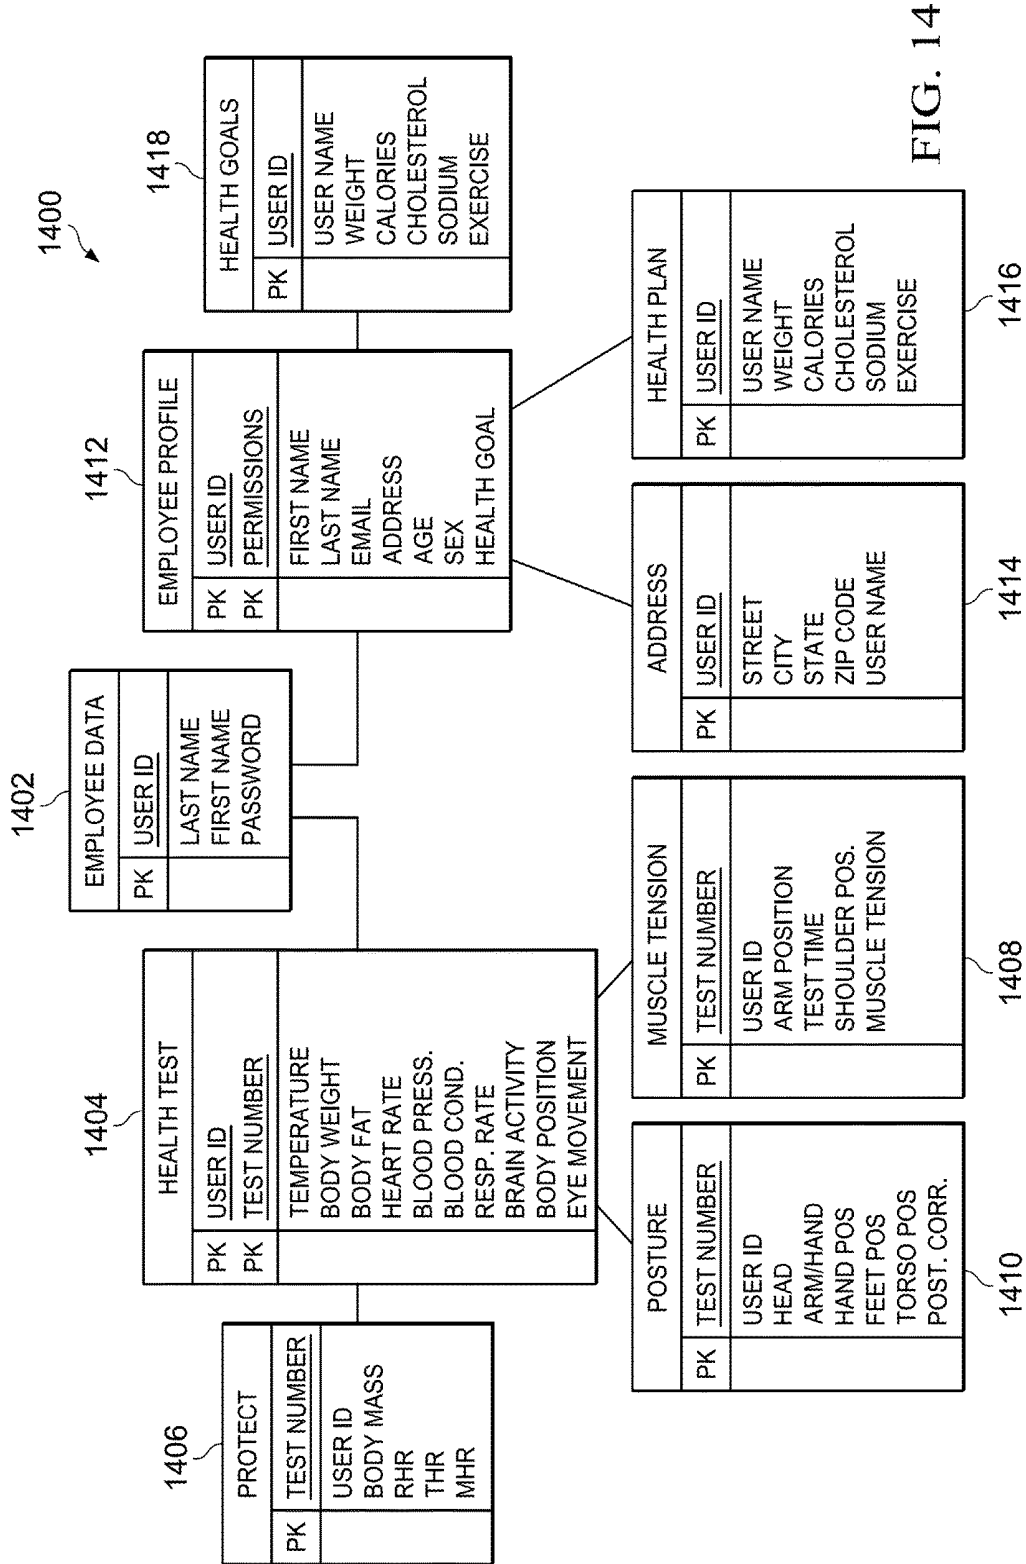 1400
1402
EMPLOYEE DATA
PK USER ID
LAST NAME
FIRST NAME
PASSWORD
1406
PROTECT
PK TEST NUMBER
USER ID
BODY MASS
RHR
THR
MHR
1404
HEALTH TEST
PK USER ID
PK TEST NUMBER
TEMPERATURE
BODY WEIGHT
BODY FAT
HEART RATE
BLOOD PRESS.
BLOOD COND.
RESP. RATE
BRAIN ACTIVITY
BODY POSITION
EYE MOVEMENT
1412
EMPLOYEE PROFILE
PK USER ID
PK PERMISSIONS
FIRST NAME
LAST NAME
EMAIL
ADDRESS
AGE
SEX
HEALTH GOAL
1418
HEALTH GOALS
PK USER ID
USER NAME
WEIGHT
CALORIES
CHOLESTEROL
SODIUM
EXERCISE
POSTURE
PK TEST NUMBER
USER ID
HEAD
ARM/HAND
HAND POS
FEET POS
TORSO POS
POST. CORR.
1410
MUSCLE TENSION
PK TEST NUMBER
USER ID
ARM POSITION
TEST TIME
SHOULDER POS.
MUSCLE TENSION
1408
ADDRESS
PK USER ID
STREET
CITY
STATE
ZIP CODE
USER NAME
1414
HEALTH PLAN
PK USER ID
USER NAME
WEIGHT
CALORIES
CHOLESTEROL
SODIUM
EXERCISE
1416
FIG. 14